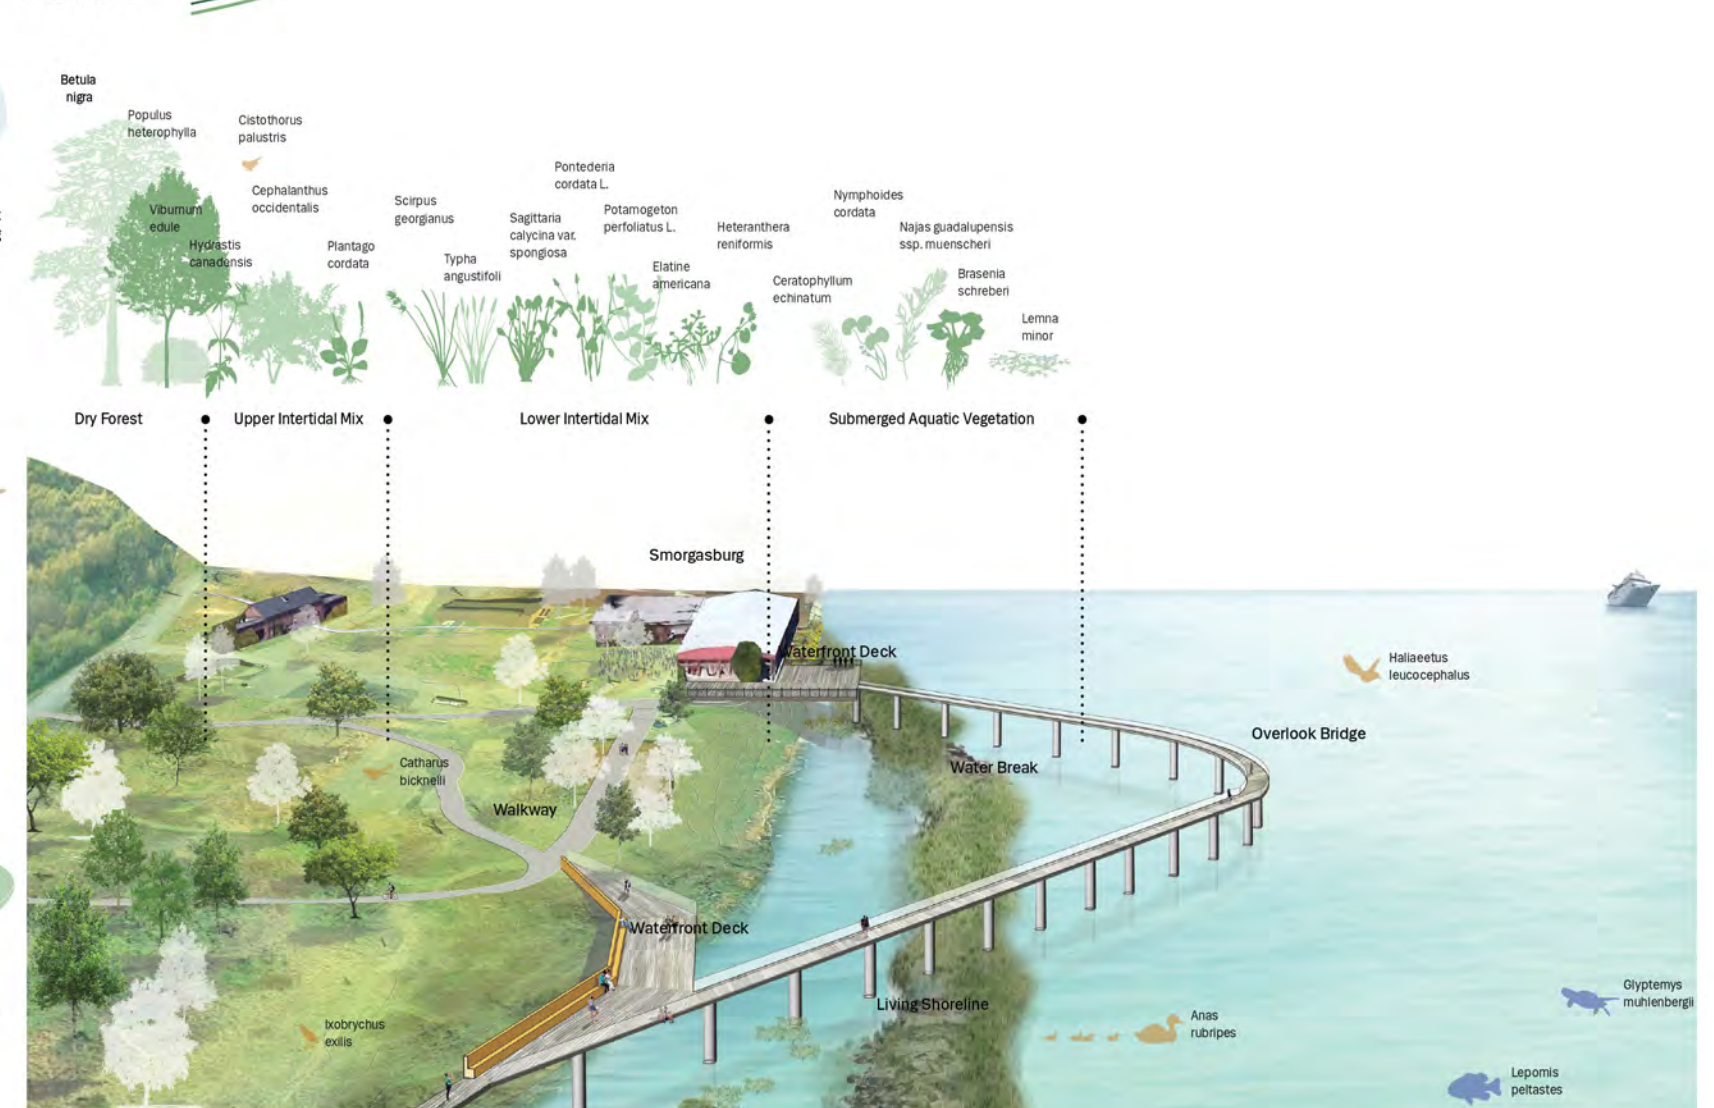 Betula
nigra
Populus
heterophylla
Cistothorus
palustris
Viburnum
edule
Hydrastis
canadensis
Cephalanthus
occidentalis
Plantago
cordata
Scirpus
georgianus
Typha
angustifoli
Sagittaria
calycina var.
spongiosa
Pontederia
cordata L.
Potamogeton
perfoliatus L.
Elatine
americana
Heteranthera
reniformis
Ceratophyllum
echinatum
Nymphoides
cordata
Najas guadalupensis
ssp. muenscheri
Brasenia
schreberi
Lemna
minor
Dry Forest
Upper Intertidal Mix
Lower Intertidal Mix
Submerged Aquatic Vegetation
Smorgasburg
Waterfront Deck
Haliaeetus
leucocephalus
Overlook Bridge
Water Break
Catharus
bicknelli
Walkway
Waterfront Deck
Living Shoreline
Glyptemys
muhlenbergii
Anas
rubripes
Ixobrychus
exilis
Lepomis
peltastes